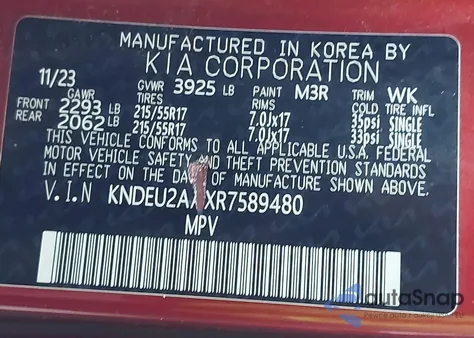 MANUFACTURED IN KOREA BY
KIA CORPORATION
11/23 GVWR 3925 LB PAINT M3R TRIM WK
GAWR TIRES RIMS COLD TIRE INFL
FRONT 2293 LB 215/55R17 7.0Jx17 35psi SINGLE
REAR 2062 LB 215/55R17 7.0Jx17 33psi SINGLE
THIS VEHICLE CONFORMS TO ALL APPLICABLE U.S.A. FEDERAL
MOTOR VEHICLE SAFETY AND THEFT PREVENTION STANDARDS
IN EFFECT ON THE DATE OF MANUFACTURE SHOWN ABOVE.
V.I.N KNDEU2A XR7589480
MPV
autaSnap